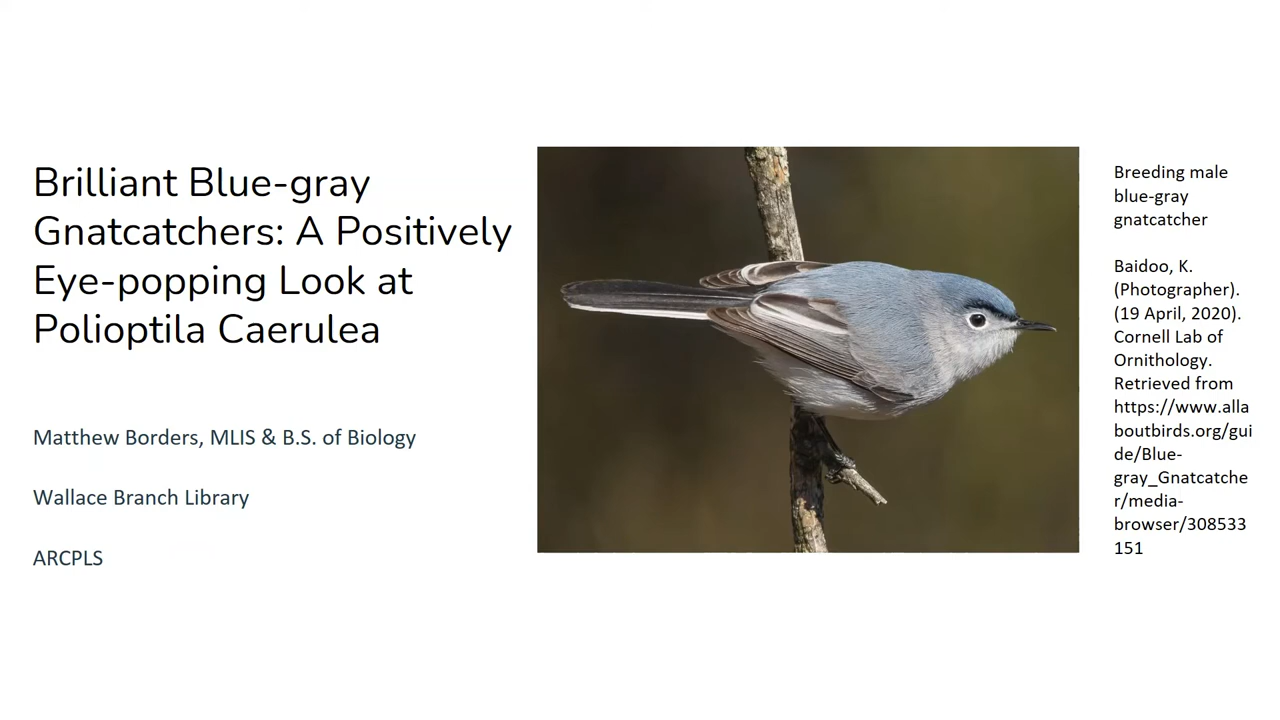 Brilliant Blue-gray
Gnatcatchers: A Positively
Eye-popping Look at
Polioptila Caerulea
Matthew Borders, MLIS & B.S. of Biology
Wallace Branch Library
ARCPLS
Breeding male
blue-gray
gnatcatcher
Baidoo, K.
(Photographer).
(19 April, 2020).
Cornell Lab of
Ornithology.
Retrieved from
https://www.alla
boutbirds.org/gui
de/Blue-
gray_Gnatcatche
r/media-
browser/308533
151